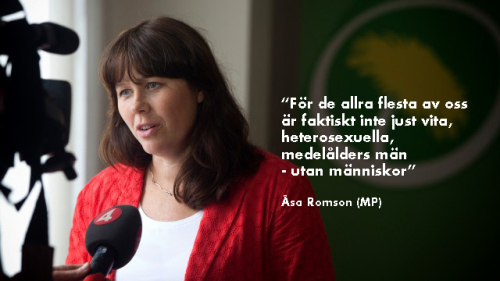 4
“För de allra flesta av oss
är faktiskt inte just vita,
heterosexuella,
medelålders män
- utan människor”
Åsa Romson (MP)